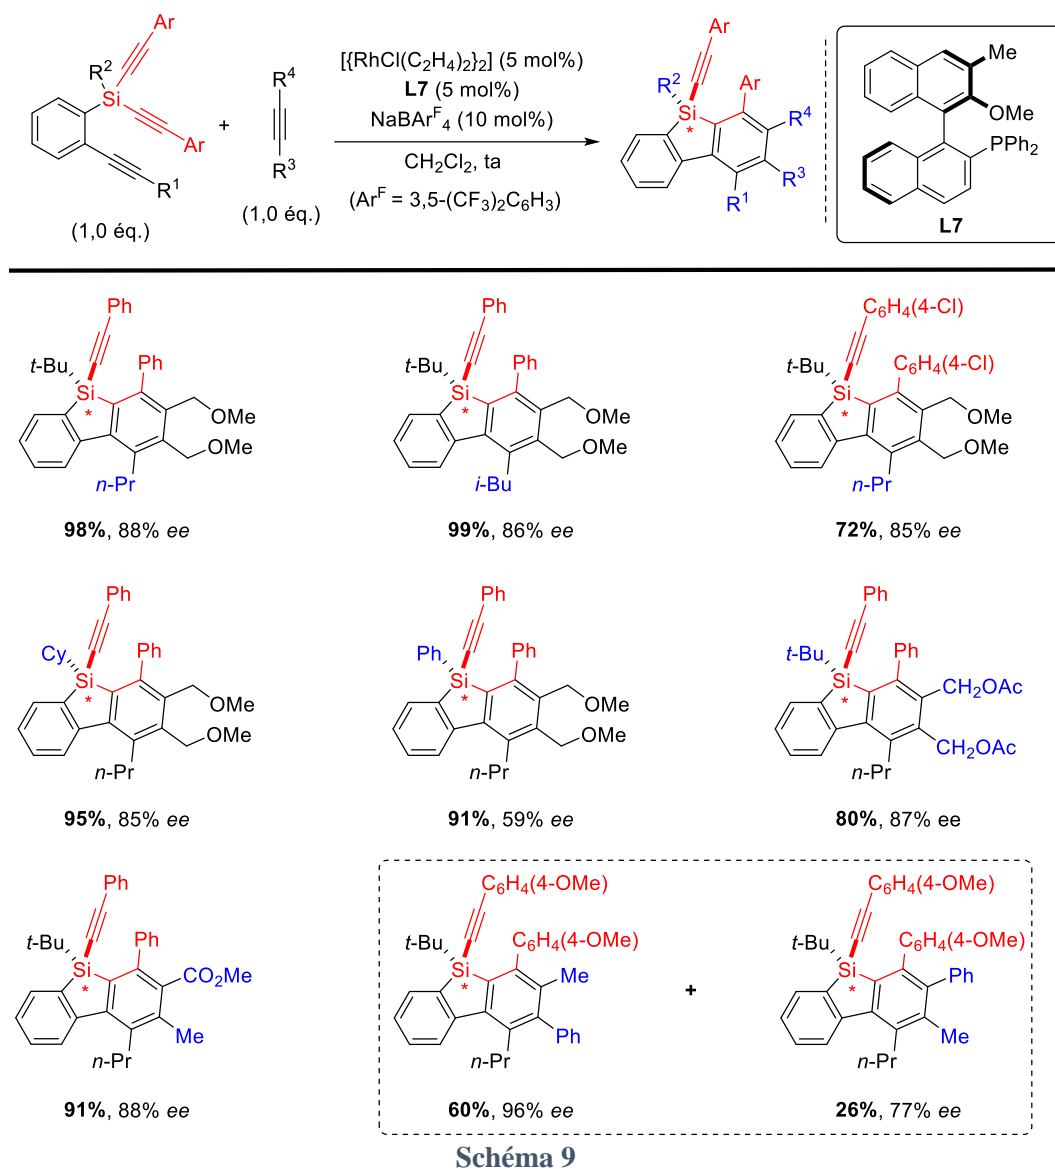 Ar
R²
Si
Ar
R¹
(1,0 éq.)
+
R⁴
R³
(1,0 éq.)
[{RhCl(C₂H₄)₂}₂] (5 mol%)
L7 (5 mol%)
NaBArᶠ₄ (10 mol%)
CH₂Cl₂, ta
(Arᶠ = 3,5-(CF₃)₂C₆H₃)
Ar
R² Ar
Si R⁴
*
R³
R¹
Me
OMe
PPh₂
L7
Ph
t-Bu Ph
Si
*
OMe
OMe
n-Pr
98%, 88% ee
Ph
t-Bu Ph
Si
*
OMe
OMe
i-Bu
99%, 86% ee
C₆H₄(4-Cl)
t-Bu C₆H₄(4-Cl)
Si
*
OMe
OMe
n-Pr
72%, 85% ee
Ph
Cy Ph
Si
*
OMe
OMe
n-Pr
95%, 85% ee
Ph
Ph Ph
Si
*
OMe
OMe
n-Pr
91%, 59% ee
Ph
t-Bu Ph
Si
*
CH₂OAc
CH₂OAc
n-Pr
80%, 87% ee
Ph
t-Bu Ph
Si
*
CO₂Me
Me
n-Pr
91%, 88% ee
C₆H₄(4-OMe)
t-Bu C₆H₄(4-OMe)
Si
*
Me
Ph
n-Pr
60%, 96% ee
+
C₆H₄(4-OMe)
t-Bu C₆H₄(4-OMe)
Si
*
Ph
Me
n-Pr
26%, 77% ee
Schéma 9